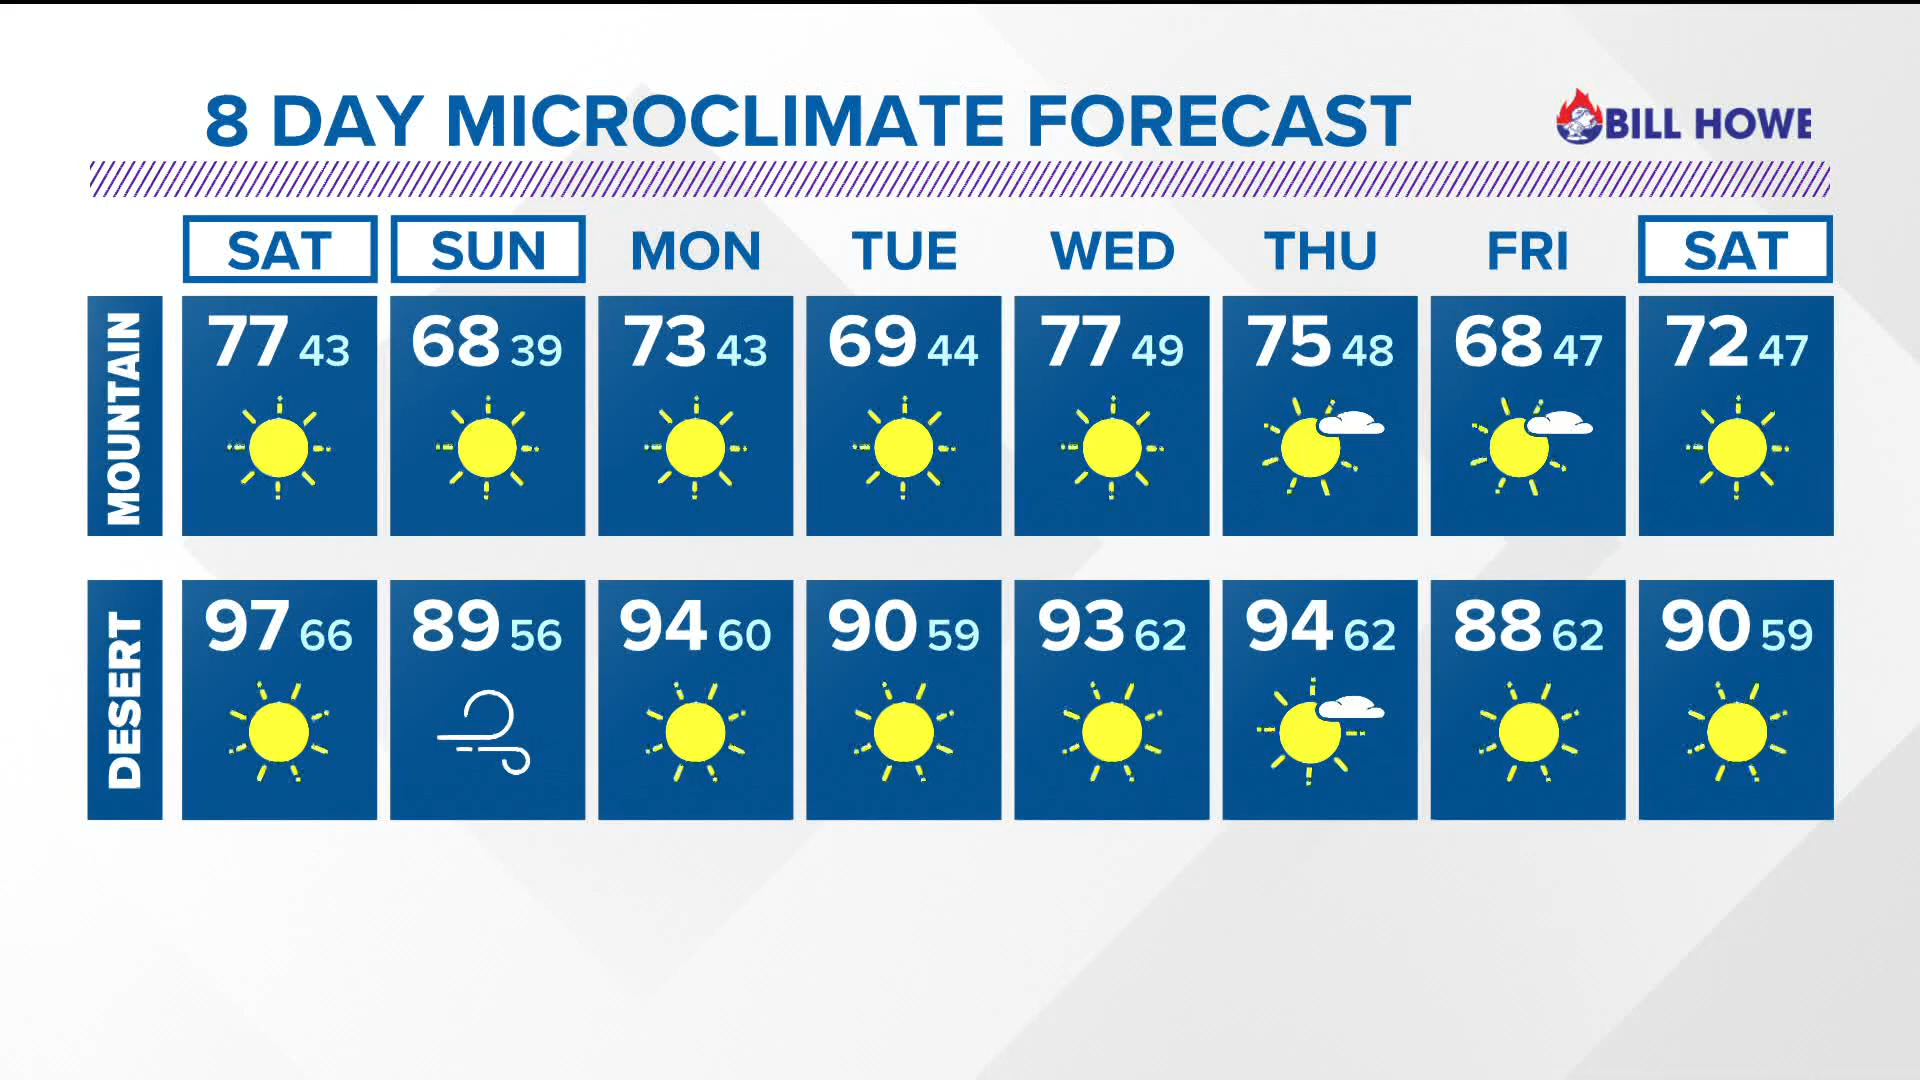 8 DAY MICROCLIMATE FORECAST
BILL HOWE
SAT SUN MON TUE WED THU FRI SAT
MOUNTAIN
77 43 68 39 73 43 69 44 77 49 75 48 68 47 72 47
DESERT
97 66 89 56 94 60 90 59 93 62 94 62 88 62 90 59